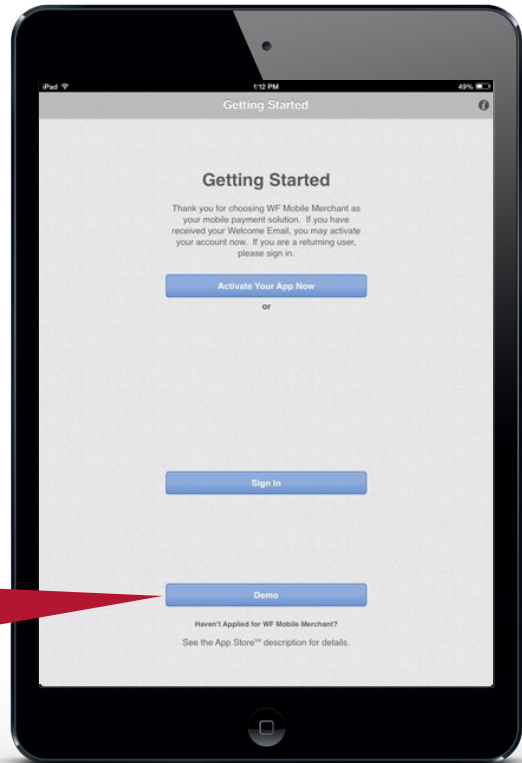 iPad 1:12 PM 49%
Getting Started
Getting Started
Thank you for choosing WF Mobile Merchant as
your mobile payment solution. If you have
received your Welcome Email, you may activate
your account now. If you are a returning user,
please sign in.
Activate Your App Now
or
Sign In
Demo
Haven't Applied for WF Mobile Merchant?
See the App Store℠ description for details.